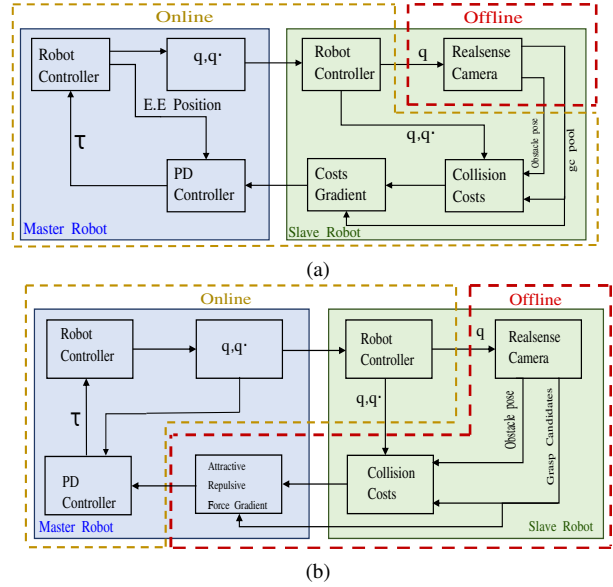 Online
Offline
Robot
Controller
q,q·
Robot
Controller
q
Realsense
Camera
E.E Position
q,q·
Obstacle pose
gc pool
τ
PD
Controller
Costs
Gradient
Collision
Costs
Master Robot
Slave Robot
(a)
Online
Offline
Robot
Controller
q,q·
Robot
Controller
q
Realsense
Camera
q,q·
Obstacle pose
Grasp Candidates
τ
PD
Controller
Attractive
Repulsive
Force Gradient
Collision
Costs
Master Robot
Slave Robot
(b)